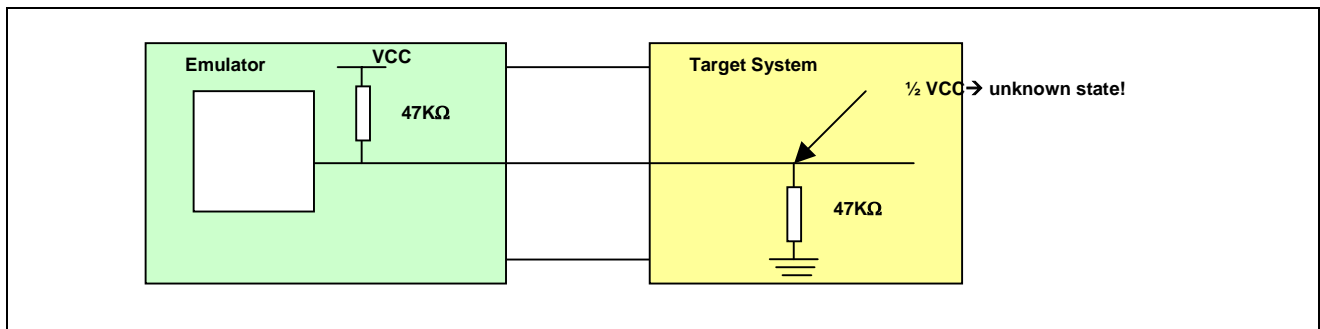 Emulator
VCC
47KΩ
Target System
½ VCC→ unknown state!
47KΩ